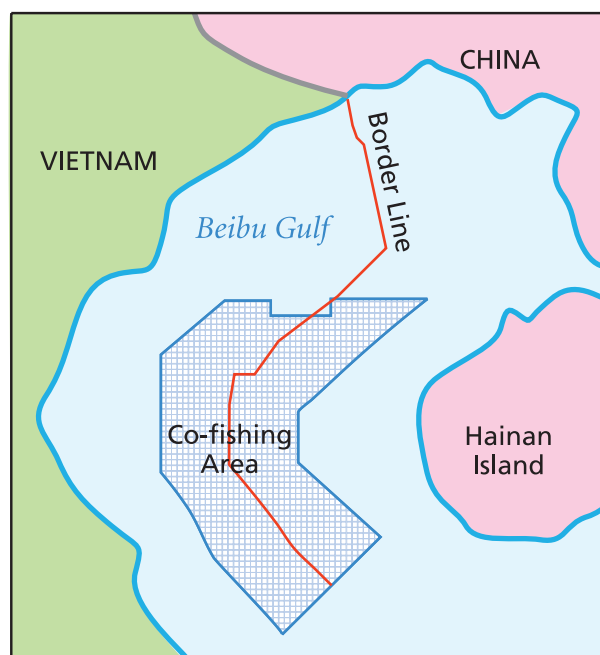 CHINA
VIETNAM
Border Line
Beibu Gulf
Co-fishing
Area
Hainan
Island